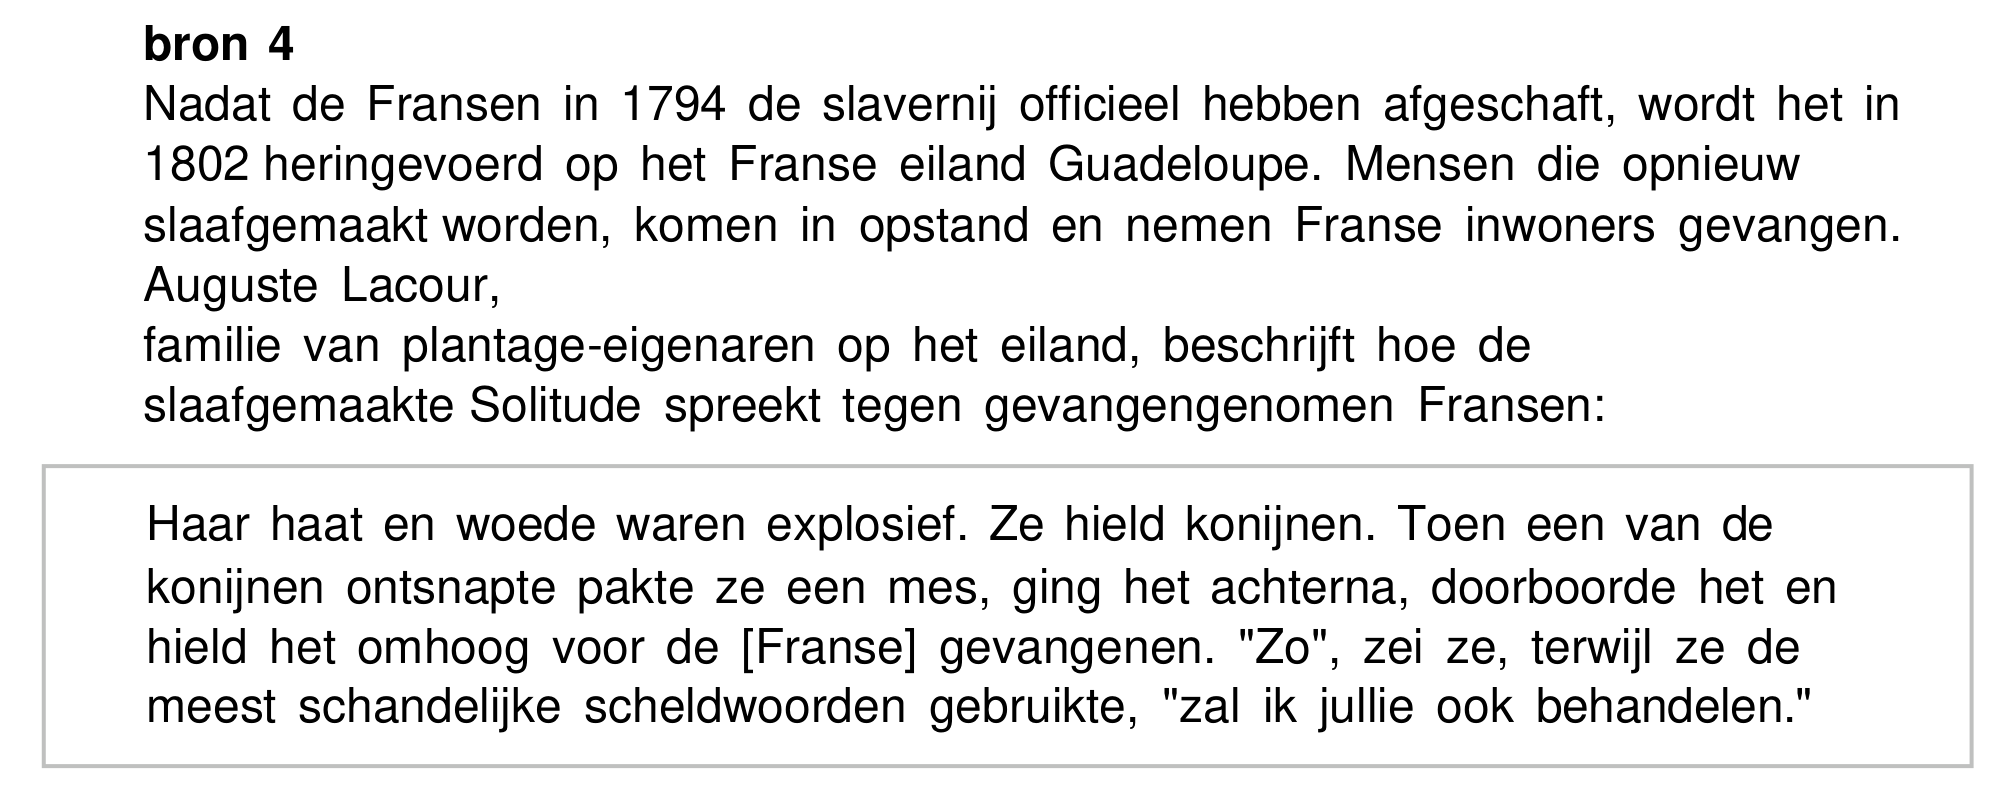 bron 4
Nadat de Fransen in 1794 de slavernij officieel hebben afgeschaft, wordt het in
1802 heringevoerd op het Franse eiland Guadeloupe. Mensen die opnieuw
slaafgemaakt worden, komen in opstand en nemen Franse inwoners gevangen.
Auguste Lacour,
familie van plantage-eigenaren op het eiland, beschrijft hoe de
slaafgemaakte Solitude spreekt tegen gevangengenomen Fransen:
Haar haat en woede waren explosief. Ze hield konijnen. Toen een van de
konijnen ontsnapte pakte ze een mes, ging het achterna, doorboorde het en
hield het omhoog voor de [Franse] gevangenen. "Zo", zei ze, terwijl ze de
meest schandelijke scheldwoorden gebruikte, "zal ik jullie ook behandelen."